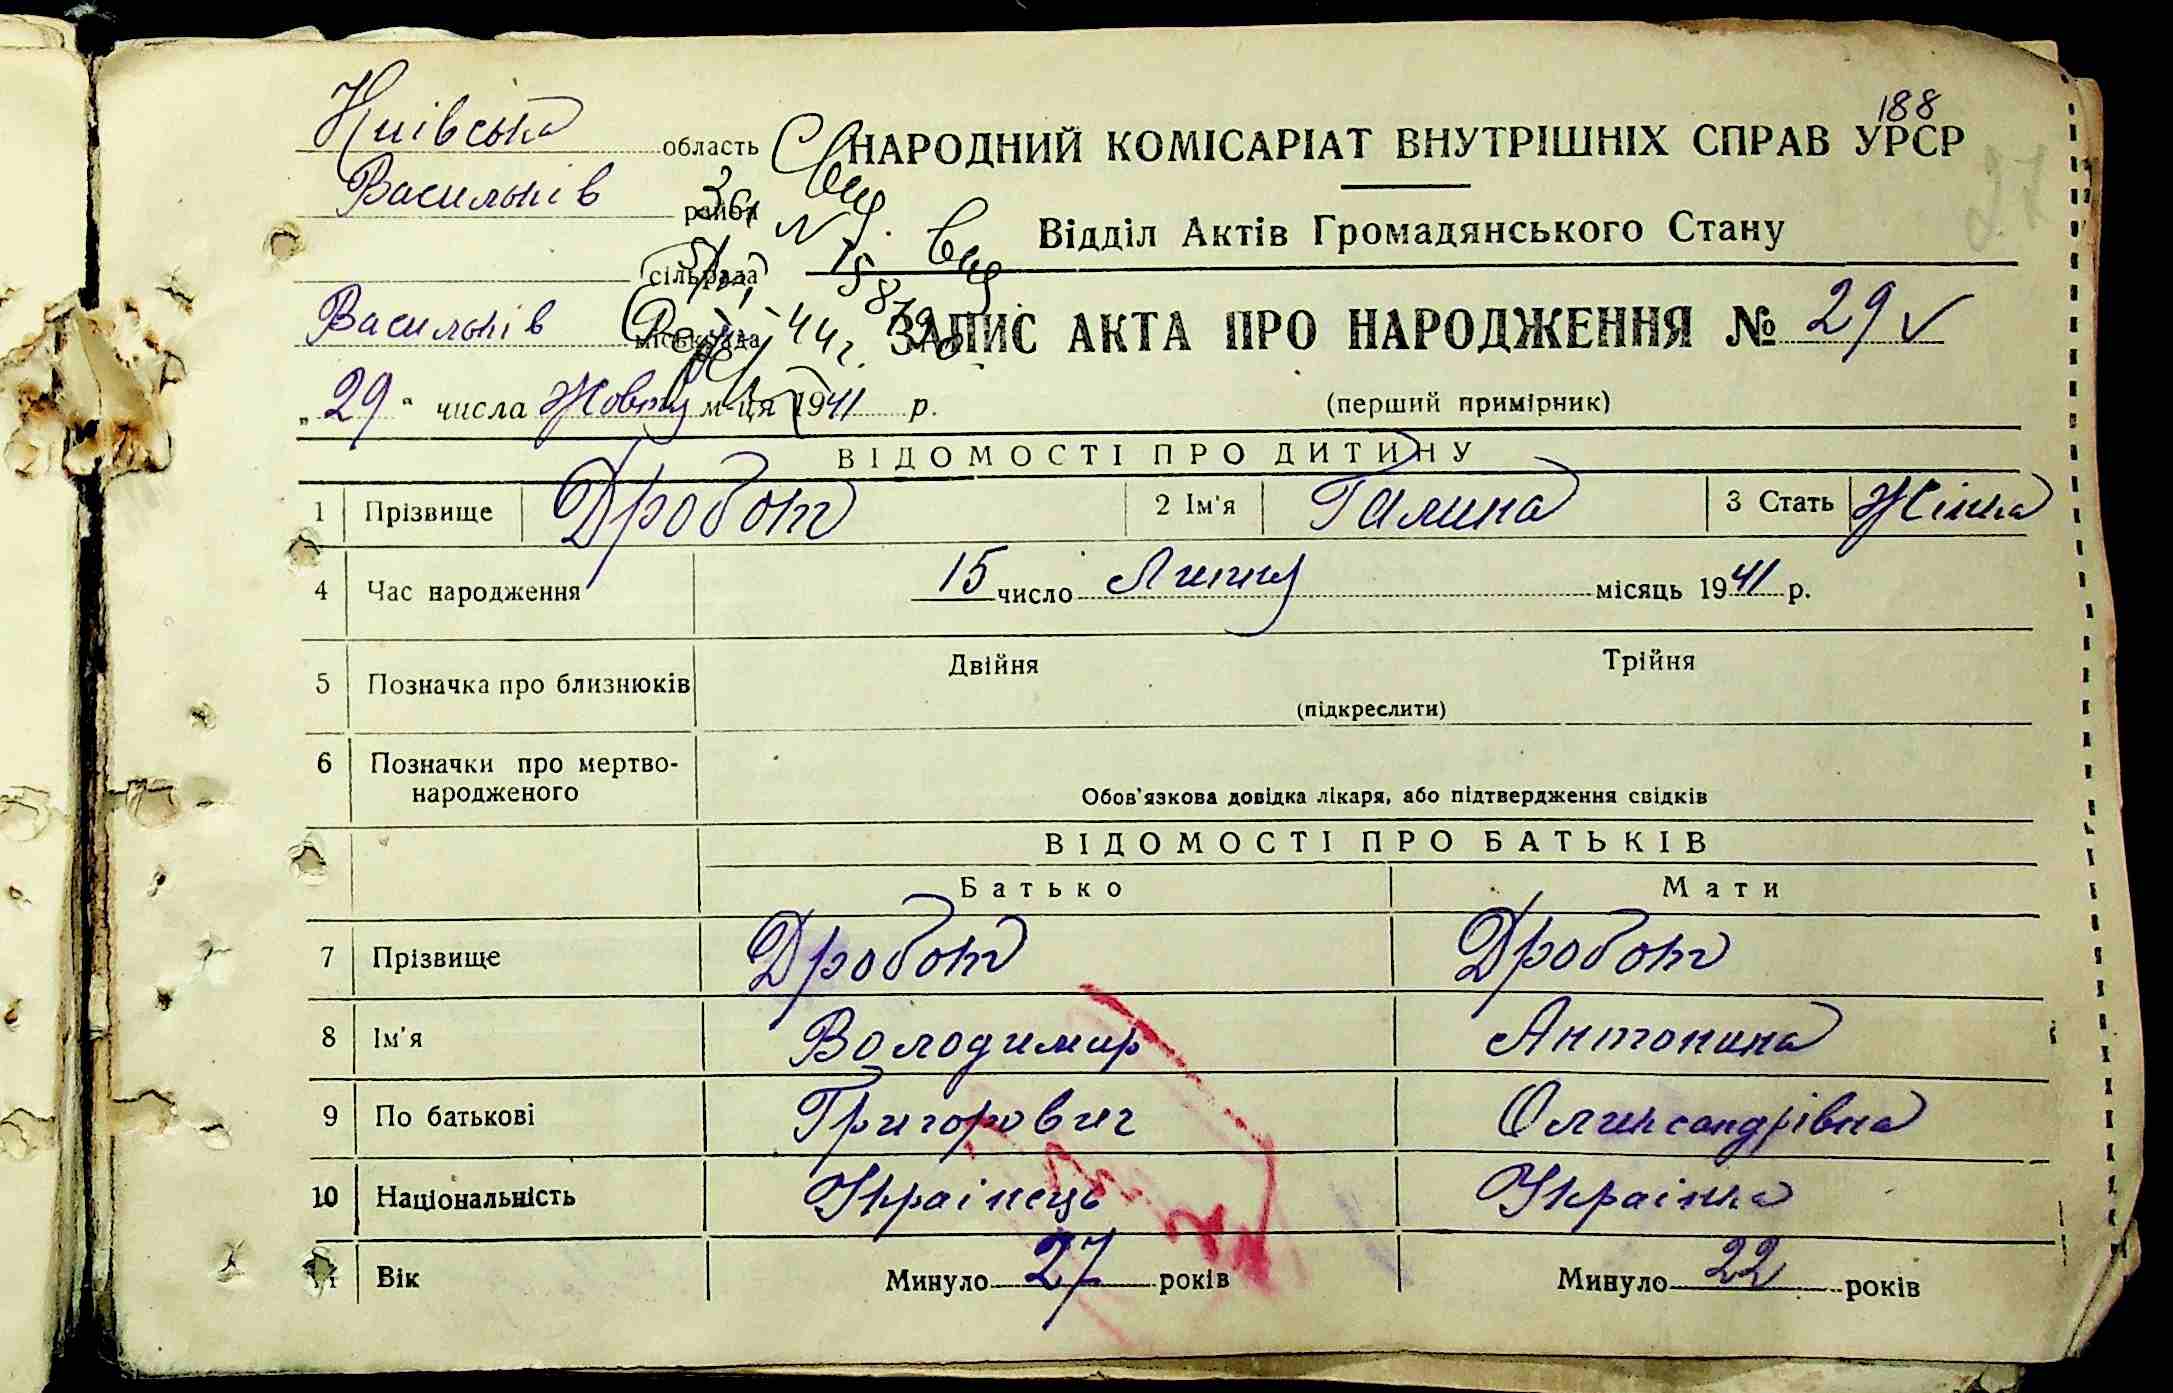 188
Київська область НАРОДНИЙ КОМІСАРІАТ ВНУТРІШНІХ СПРАВ УРСР
Васильків район
Відділ Актів Громадянського Стану
сільрада
Васильків міськрада
ЗАПИС АКТА ПРО НАРОДЖЕННЯ № 29
„29" числа Жовтн м-ця 1941 р. (перший примірник)
ВІДОМОСТІ ПРО ДИТИНУ
1 Прізвище Дробот 2 Ім'я Галина 3 Стать Жінка
4 Час народження 15 число Липня місяць 1941 р.
Двійня Трійня
5 Позначка про близнюків
(підкреслити)
6 Позначки про мертво-
народженого
Обов'язкова довідка лікаря, або підтвердження свідків
ВІДОМОСТІ ПРО БАТЬКІВ
Батько Мати
7 Прізвище Дробот Дробот
8 Ім'я Володимир Антонина
9 По батькові Григорович Олександрівна
10 Національність Українець Українка
11 Вік Минуло 27 років Минуло 22 років